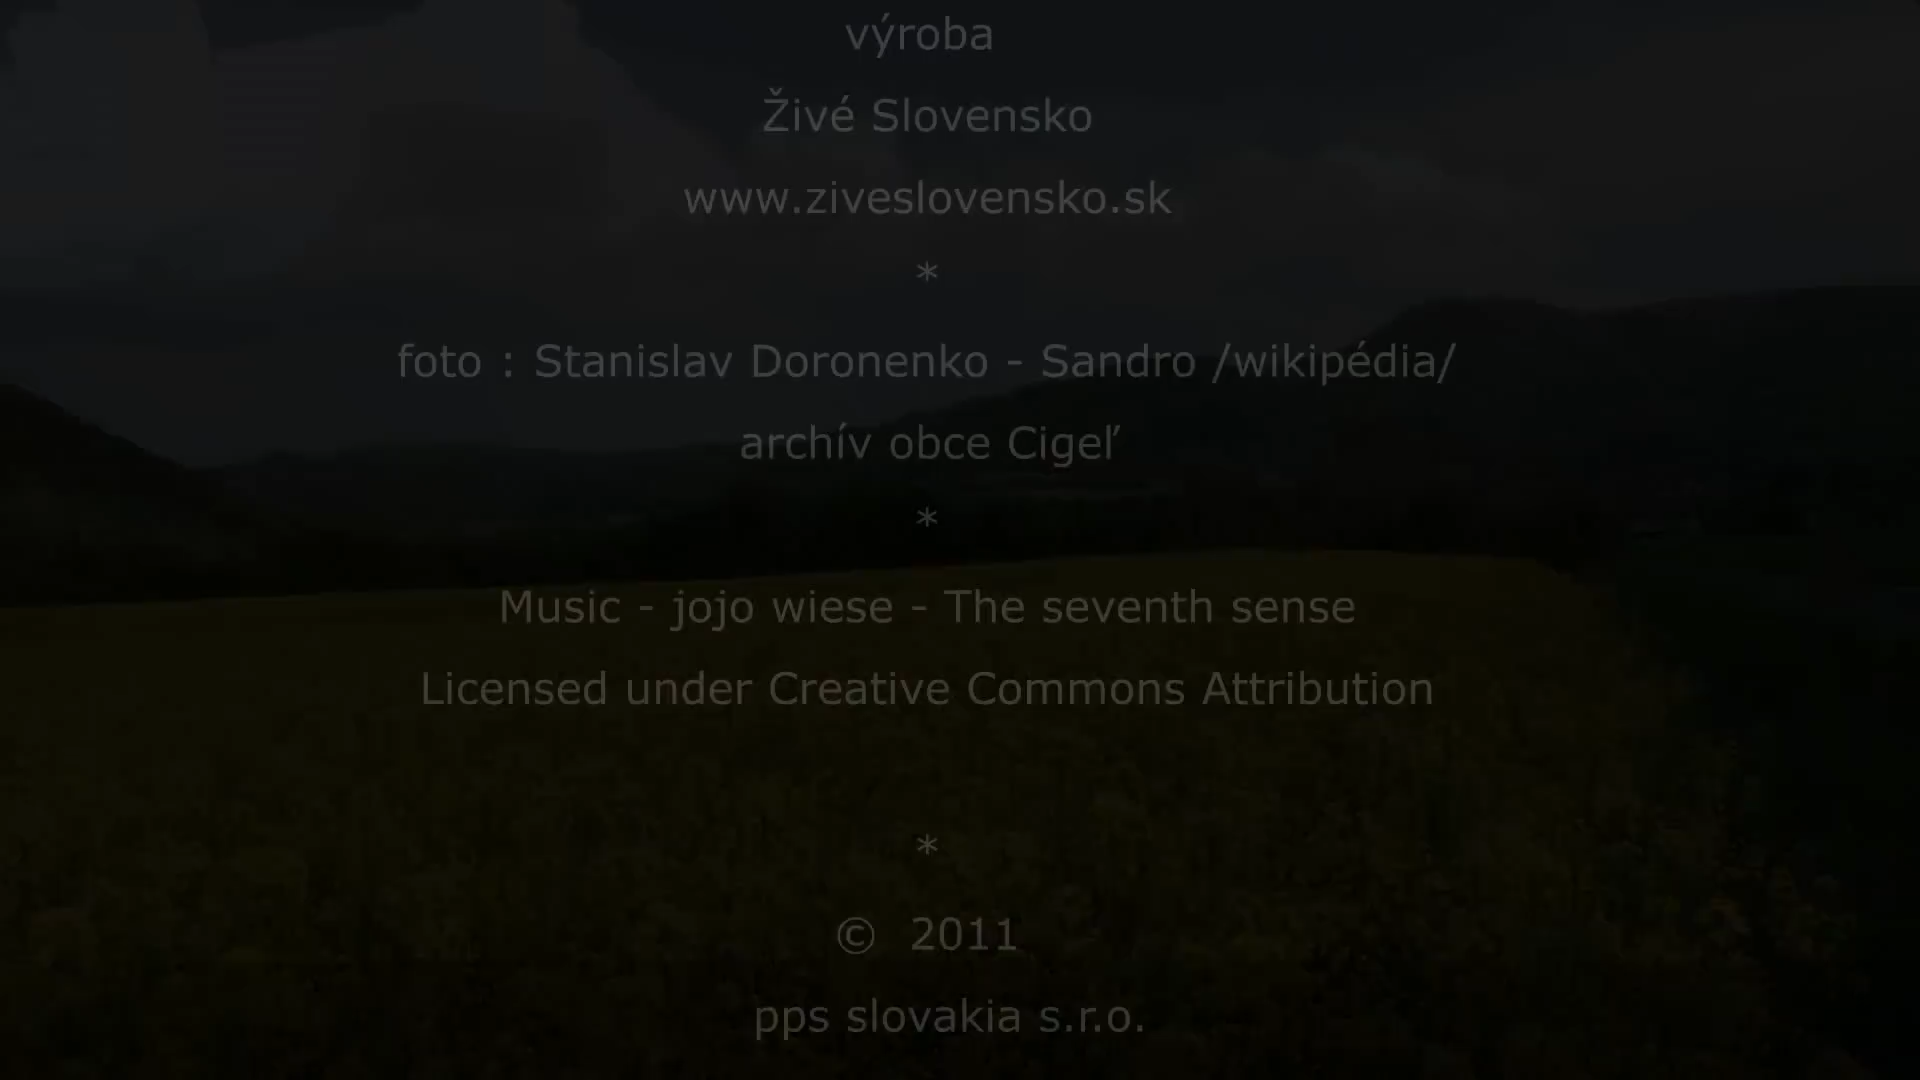 výroba
Živé Slovensko
www.ziveslovensko.sk
*
foto : Stanislav Doronenko - Sandro /wikipédia/
archív obce Cigeľ
*
Music - jojo wiese - The seventh sense
Licensed under Creative Commons Attribution
*
© 2011
pps slovakia s.r.o.